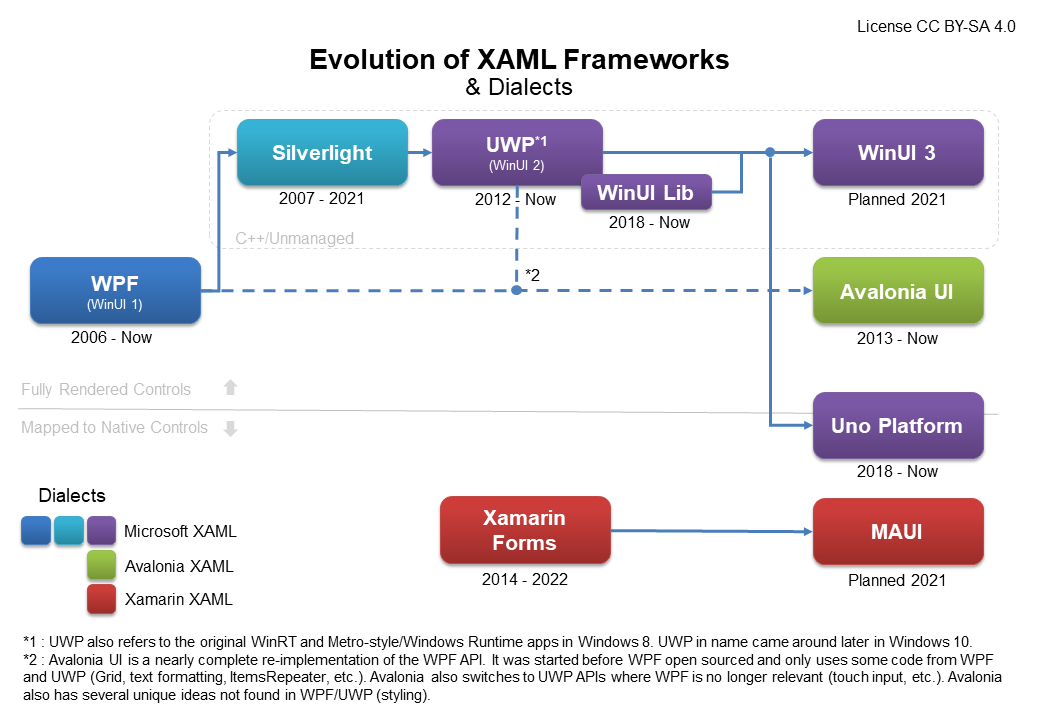 License CC BY-SA 4.0
Evolution of XAML Frameworks
& Dialects
Silverlight
2007 - 2021
UWP*1
(WinUI 2)
2012 - Now
WinUI Lib
2018 - Now
WinUI 3
Planned 2021
C++/Unmanaged
WPF
(WinUI 1)
2006 - Now
*2
Avalonia UI
2013 - Now
Fully Rendered Controls
Mapped to Native Controls
Uno Platform
2018 - Now
Dialects
Microsoft XAML
Avalonia XAML
Xamarin XAML
Xamarin
Forms
2014 - 2022
MAUI
Planned 2021
*1 : UWP also refers to the original WinRT and Metro-style/Windows Runtime apps in Windows 8. UWP in name came around later in Windows 10.
*2 : Avalonia UI is a nearly complete re-implementation of the WPF API. It was started before WPF open sourced and only uses some code from WPF
and UWP (Grid, text formatting, ItemsRepeater, etc.). Avalonia also switches to UWP APIs where WPF is no longer relevant (touch input, etc.). Avalonia
also has several unique ideas not found in WPF/UWP (styling).